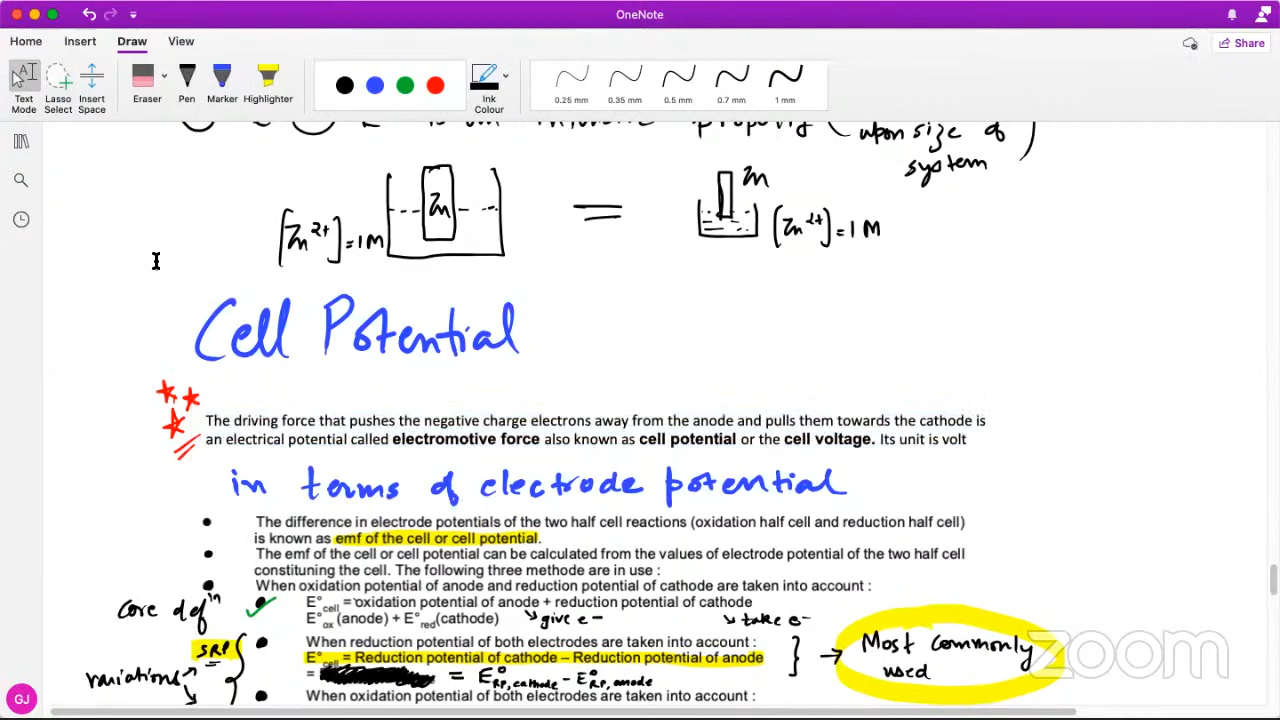 OneNote
Home Insert Draw View
Share
Text Mode
Lasso Select
Insert Space
Eraser
Pen
Marker
Highlighter
Ink Colour
0.25 mm 0.35 mm 0.5 mm 0.7 mm 1 mm
is an property (upon size of system)
[Zn2+] = 1M Zn = Zn [Zn2+] = 1M
Cell Potential
The driving force that pushes the negative charge electrons away from the anode and pulls them towards the cathode is
an electrical potential called electromotive force also known as cell potential or the cell voltage. Its unit is volt
in terms of electrode potential
• The difference in electrode potentials of the two half cell reactions (oxidation half cell and reduction half cell)
is known as emf of the cell or cell potential.
• The emf of the cell or cell potential can be calculated from the values of electrode potential of the two half cell
constituning the cell. The following three methode are in use :
• When oxidation potential of anode and reduction potential of cathode are taken into account :
core defin
E°cell = oxidation potential of anode + reduction potential of cathode
E°ox (anode) + E°red(cathode) give e- take e-
SRP
• When reduction potential of both electrodes are taken into account :
E°cell = Reduction potential of cathode – Reduction potential of anode
Most commonly used
variations
= = E°RP, cathode - E°RP, anode
• When oxidation potential of both electrodes are taken into account :
zoom
GJ